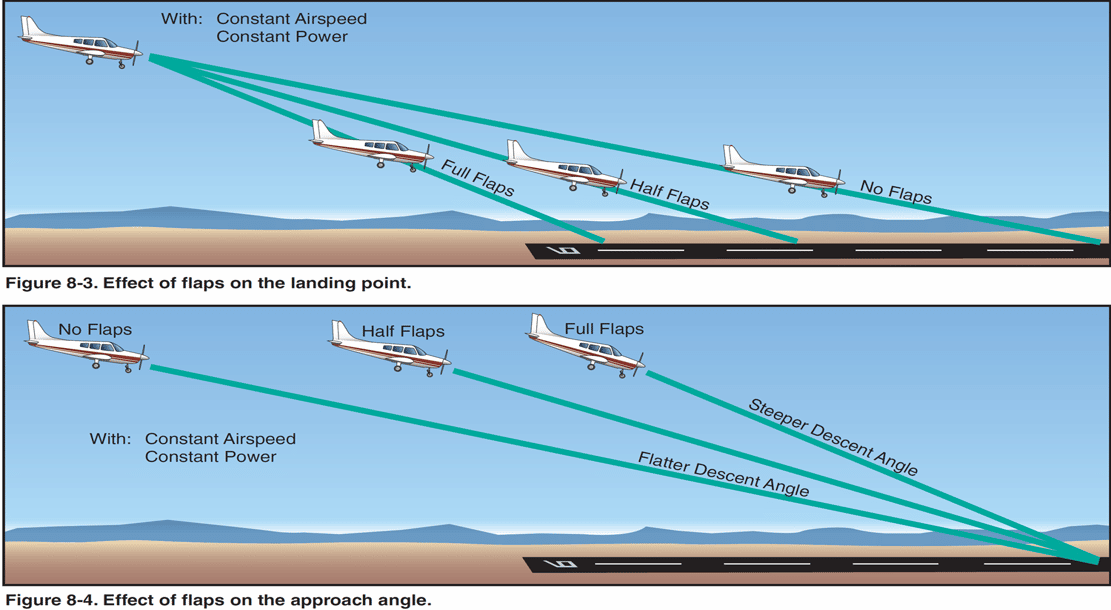 With: Constant Airspeed
Constant Power
Full Flaps
Half Flaps
No Flaps
Figure 8-3. Effect of flaps on the landing point.
No Flaps
Half Flaps
Full Flaps
With: Constant Airspeed
Constant Power
Steeper Descent Angle
Flatter Descent Angle
Figure 8-4. Effect of flaps on the approach angle.